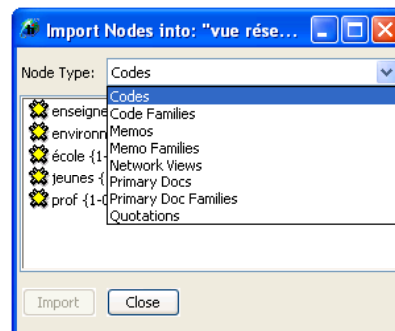 Import Nodes into: "vue rése...
Node Type: Codes
Codes
Code Families
Memos
Memo Families
Network Views
Primary Docs
Primary Doc Families
Quotations
enseigne
environn
école {1-
jeunes {
prof {1-0
Import Close